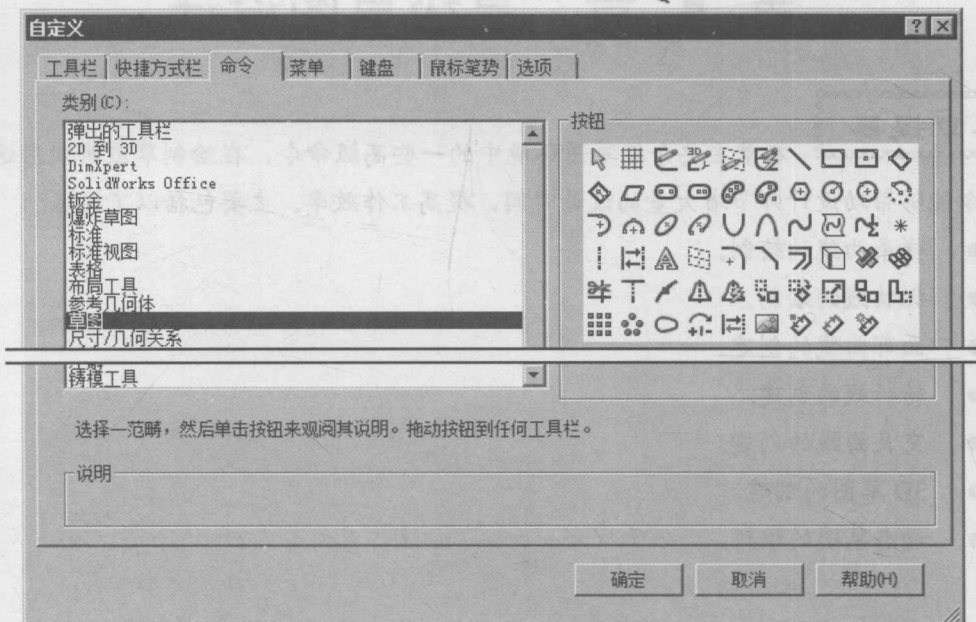 自定义
工具栏 快捷方式栏 命令 菜单 键盘 鼠标笔势 选项
类别(C):
弹出的工具栏
2D 到 3D
DimXpert
SolidWorks Office
钣金
爆炸草图
标准
标准视图
表格
布局工具
参考几何体
草图
尺寸/几何关系
铸模工具
按钮
3D
选择一范畴，然后单击按钮来观阅其说明。拖动按钮到任何工具栏。
说明
确定 取消 帮助(H)